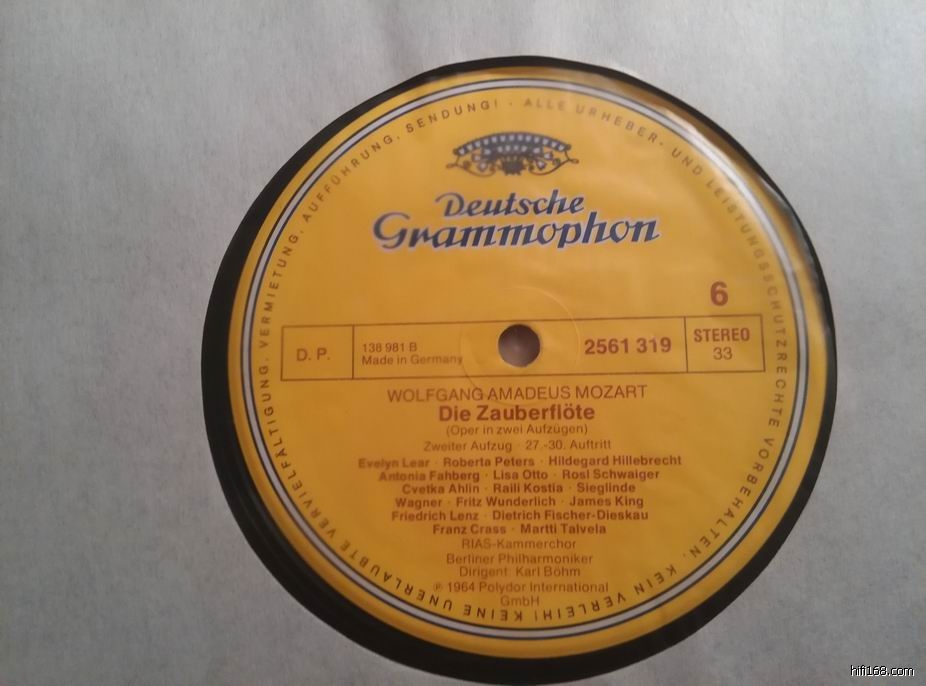 Deutsche
Grammophon
6
D. P.
138 981 B
Made in Germany
2561 319
STEREO
33
WOLFGANG AMADEUS MOZART
Die Zauberflöte
(Oper in zwei Aufzügen)
Zweiter Aufzug · 27.-30. Auftritt
Evelyn Lear · Roberta Peters · Hildegard Hillebrecht
Antonia Fahberg · Lisa Otto · Rosl Schwaiger
Cvetka Ahlin · Raili Kostia · Sieglinde
Wagner · Fritz Wunderlich · James King
Friedrich Lenz · Dietrich Fischer-Dieskau
Franz Crass · Martti Talvela
RIAS-Kammerchor
Berliner Philharmoniker
Dirigent: Karl Böhm
℗ 1964 Polydor International
GmbH
KEINE UNERLAUBTE VERVIELFÄLTIGUNG, VERMIETUNG, AUFFÜHRUNG, SENDUNG! · ALLE URHEBER- UND LEISTUNGSSCHUTZRECHTE VORBEHALTEN. KEIN VERLEIH!
hifi168.com